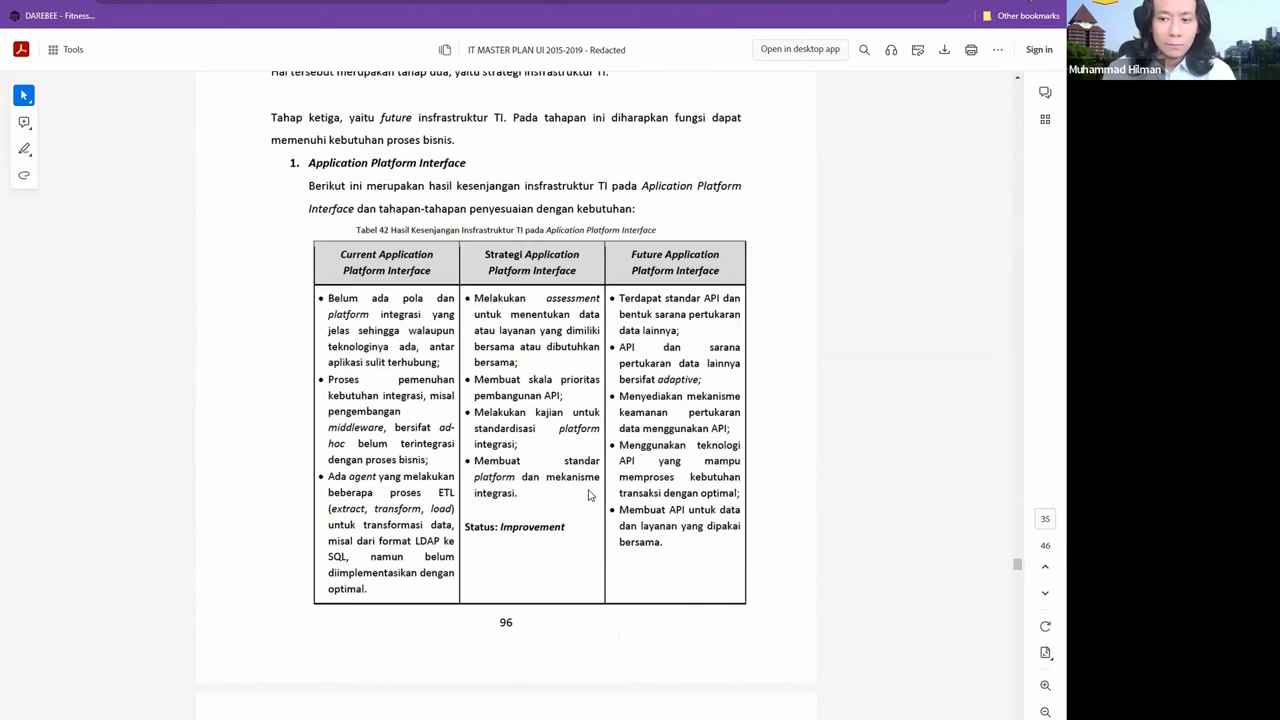 DAREBEE - Fitness...
Other bookmarks
Tools
IT MASTER PLAN UI 2015-2019 - Redacted
Open in desktop app
Sign in
Muhammad Hilman
Hal tersebut merupakan tahap dua, yaitu strategi insfrastruktur TI.
Tahap ketiga, yaitu future insfrastruktur TI. Pada tahapan ini diharapkan fungsi dapat
memenuhi kebutuhan proses bisnis.
1. Application Platform Interface
Berikut ini merupakan hasil kesenjangan insfrastruktur TI pada Aplication Platform
Interface dan tahapan-tahapan penyesuaian dengan kebutuhan:
Tabel 42 Hasil Kesenjangan Insfrastruktur TI pada Aplication Platform Interface
Current Application
Platform Interface
• Belum ada pola dan
platform integrasi yang
jelas sehingga walaupun
teknologinya ada, antar
aplikasi sulit terhubung;
• Proses pemenuhan
kebutuhan integrasi, misal
pengembangan
middleware, bersifat ad-
hoc belum terintegrasi
dengan proses bisnis;
• Ada agent yang melakukan
beberapa proses ETL
(extract, transform, load)
untuk transformasi data,
misal dari format LDAP ke
SQL, namun belum
diimplementasikan dengan
optimal.
Strategi Application
Platform Interface
• Melakukan assessment
untuk menentukan data
atau layanan yang dimiliki
bersama atau dibutuhkan
bersama;
• Membuat skala prioritas
pembangunan API;
• Melakukan kajian untuk
standardisasi platform
integrasi;
• Membuat standar
platform dan mekanisme
integrasi.
Status: Improvement
Future Application
Platform Interface
• Terdapat standar API dan
bentuk sarana pertukaran
data lainnya;
• API dan sarana
pertukaran data lainnya
bersifat adaptive;
• Menyediakan mekanisme
keamanan pertukaran
data menggunakan API;
• Menggunakan teknologi
API yang mampu
memproses kebutuhan
transaksi dengan optimal;
• Membuat API untuk data
dan layanan yang dipakai
bersama.
96
35
46